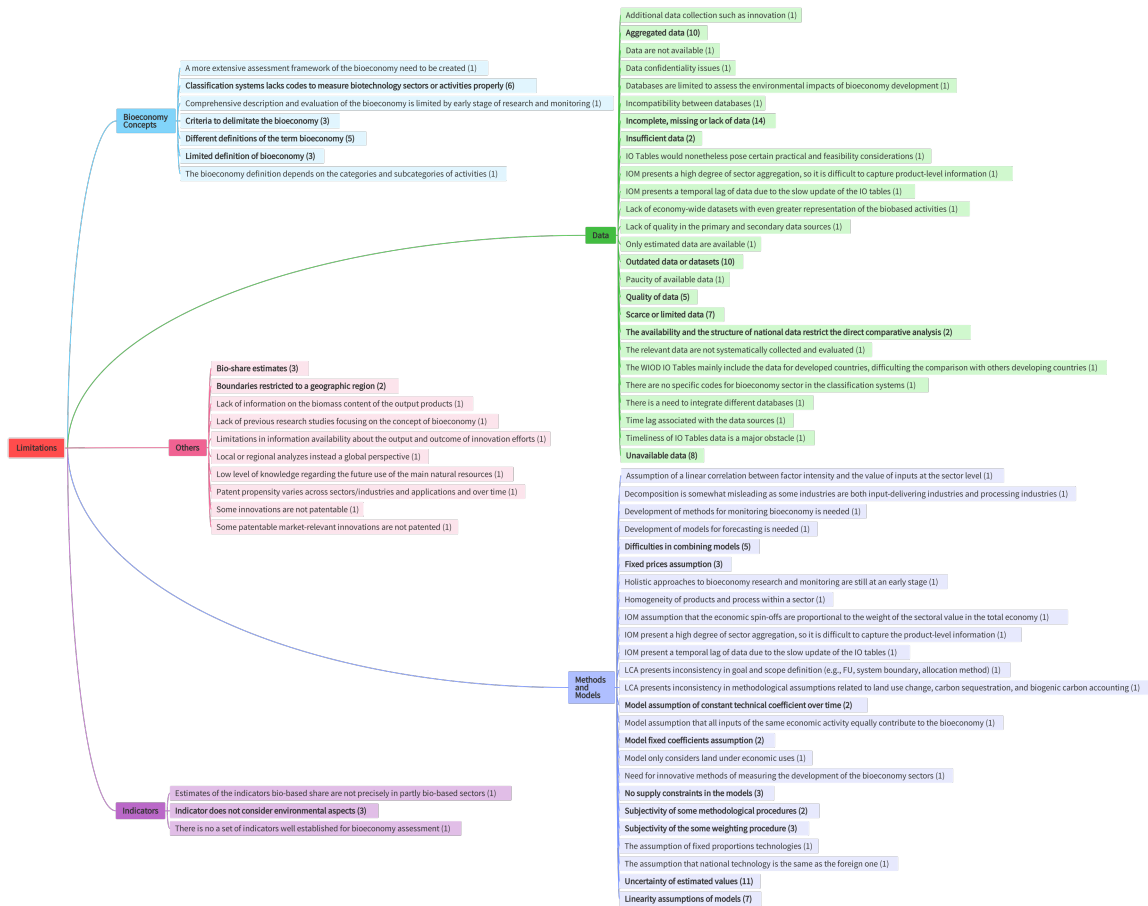 Limitations
Bioeconomy
Concepts
A more extensive assessment framework of the bioeconomy need to be created (1)
Classification systems lacks codes to measure biotechnology sectors or activities properly (6)
Comprehensive description and evaluation of the bioeconomy is limited by early stage of research and monitoring (1)
Criteria to delimitate the bioeconomy (3)
Different definitions of the term bioeconomy (5)
Limited definition of bioeconomy (3)
The bioeconomy definition depends on the categories and subcategories of activities (1)
Data
Additional data collection such as innovation (1)
Aggregated data (10)
Data are not available (1)
Data confidentiality issues (1)
Databases are limited to assess the environmental impacts of bioeconomy development (1)
Incompatibility between databases (1)
Incomplete, missing or lack of data (14)
Insufficient data (2)
IO Tables would nonetheless pose certain practical and feasibility considerations (1)
IOM presents a high degree of sector aggregation, so it is difficult to capture product-level information (1)
IOM presents a temporal lag of data due to the slow update of the IO tables (1)
Lack of economy-wide datasets with even greater representation of the biobased activities (1)
Lack of quality in the primary and secondary data sources (1)
Only estimated data are available (1)
Outdated data or datasets (10)
Paucity of available data (1)
Quality of data (5)
Scarce or limited data (7)
The availability and the structure of national data restrict the direct comparative analysis (2)
The relevant data are not systematically collected and evaluated (1)
The WIOD IO Tables mainly include the data for developed countries, difficulting the comparison with others developing countries (1)
There are no specific codes for bioeconomy sector in the classification systems (1)
There is a need to integrate different databases (1)
Time lag associated with the data sources (1)
Timeliness of IO Tables data is a major obstacle (1)
Unavailable data (8)
Others
Bio-share estimates (3)
Boundaries restricted to a geographic region (2)
Lack of information on the biomass content of the output products (1)
Lack of previous research studies focusing on the concept of bioeconomy (1)
Limitations in information availability about the output and outcome of innovation efforts (1)
Local or regional analyzes instead a global perspective (1)
Low level of knowledge regarding the future use of the main natural resources (1)
Patent propensity varies across sectors/industries and applications and over time (1)
Some innovations are not patentable (1)
Some patentable market-relevant innovations are not patented (1)
Methods
and
Models
Assumption of a linear correlation between factor intensity and the value of inputs at the sector level (1)
Decomposition is somewhat misleading as some industries are both input-delivering industries and processing industries (1)
Development of methods for monitoring bioeconomy is needed (1)
Development of models for forecasting is needed (1)
Difficulties in combining models (5)
Fixed prices assumption (3)
Holistic approaches to bioeconomy research and monitoring are still at an early stage (1)
Homogeneity of products and process within a sector (1)
IOM assumption that the economic spin-offs are proportional to the weight of the sectoral value in the total economy (1)
IOM present a high degree of sector aggregation, so it is difficult to capture the product-level information (1)
IOM present a temporal lag of data due to the slow update of the IO tables (1)
LCA presents inconsistency in goal and scope definition (e.g., FU, system boundary, allocation method) (1)
LCA presents inconsistency in methodological assumptions related to land use change, carbon sequestration, and biogenic carbon accounting (1)
Model assumption of constant technical coefficient over time (2)
Model assumption that all inputs of the same economic activity equally contribute to the bioeconomy (1)
Model fixed coefficients assumption (2)
Model only considers land under economic uses (1)
Need for innovative methods of measuring the development of the bioeconomy sectors (1)
No supply constraints in the models (3)
Subjectivity of some methodological procedures (2)
Subjectivity of the some weighting procedure (3)
The assumption of fixed proportions technologies (1)
The assumption that national technology is the same as the foreign one (1)
Uncertainty of estimated values (11)
Linearity assumptions of models (7)
Indicators
Estimates of the indicators bio-based share are not precisely in partly bio-based sectors (1)
Indicator does not consider environmental aspects (3)
There is no a set of indicators well established for bioeconomy assessment (1)